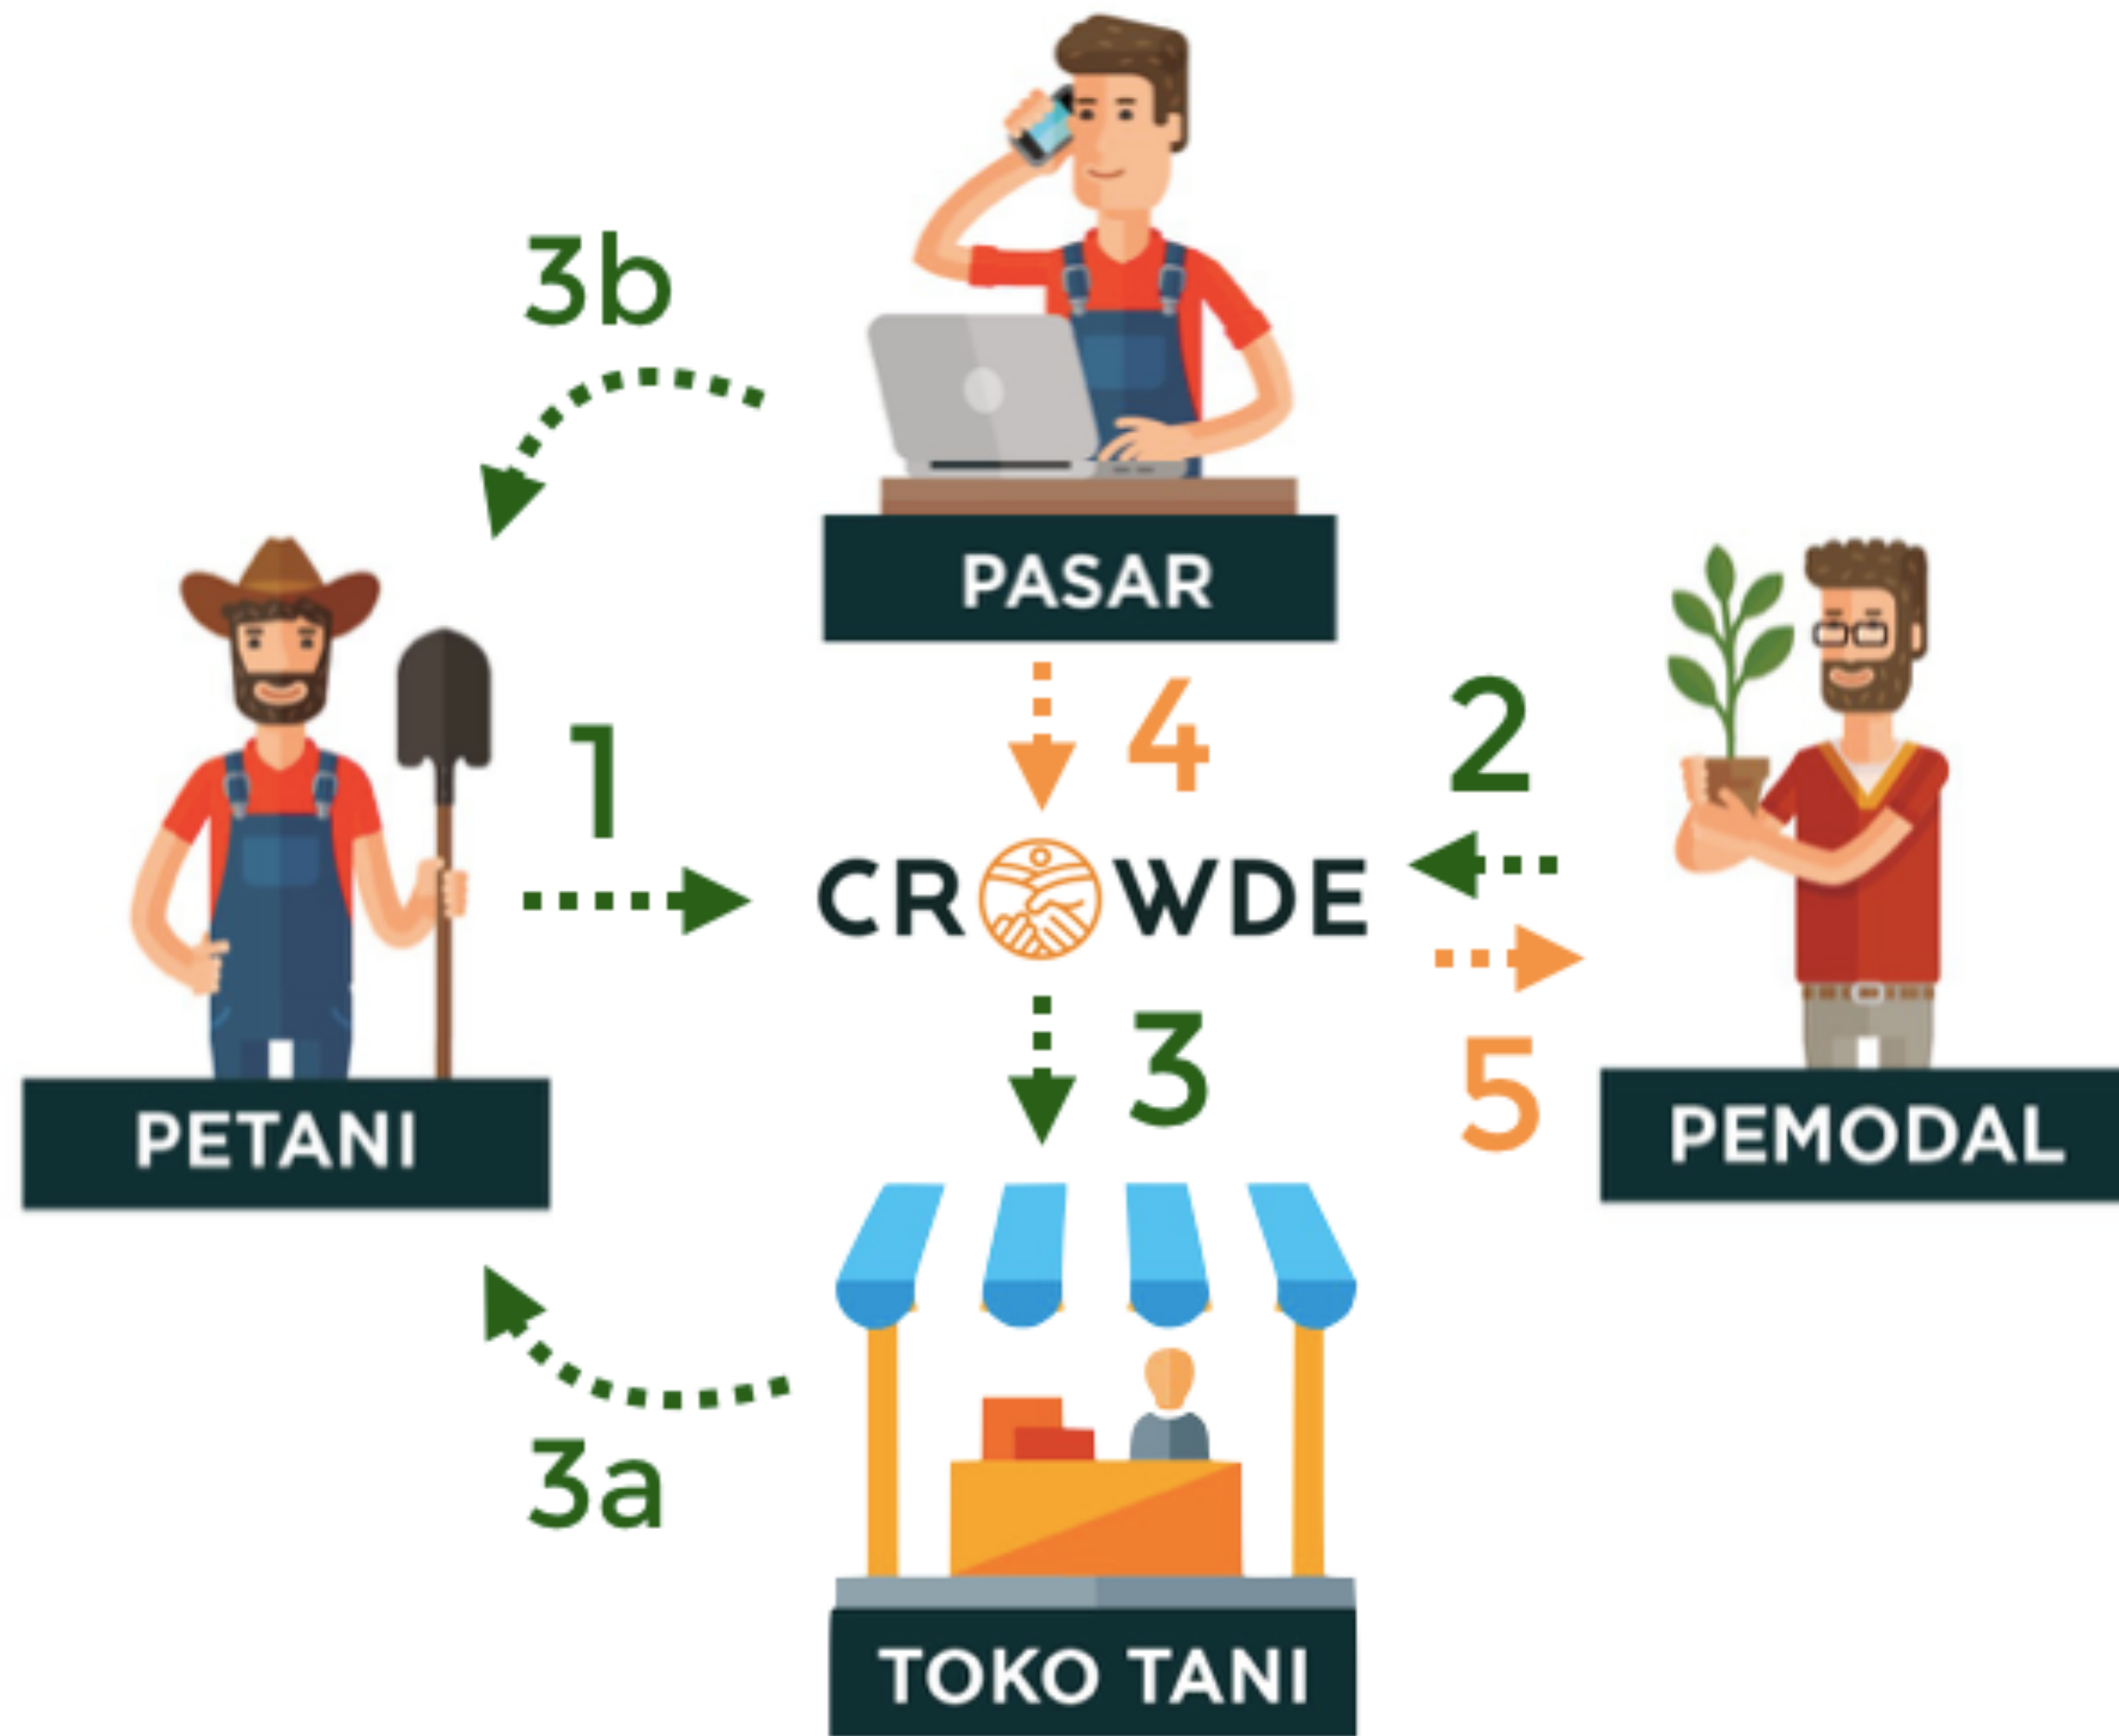 3b
PASAR
4
2
1
CROWDE
3
5
PETANI
PEMODAL
3a
TOKO TANI